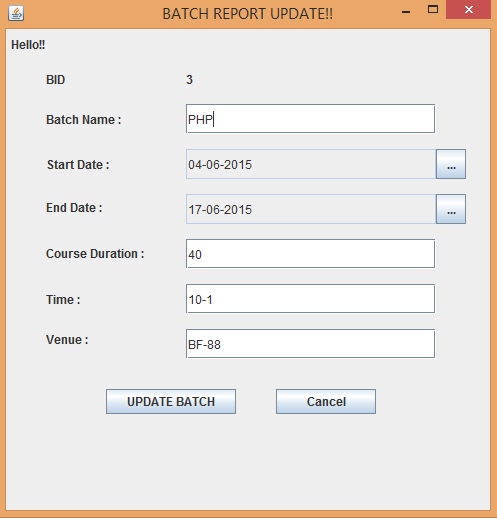 BATCH REPORT UPDATE!!
Hello!!
BID 3
Batch Name : PHP
Start Date : 04-06-2015 ...
End Date : 17-06-2015 ...
Course Duration : 40
Time : 10-1
Venue : BF-88
UPDATE BATCH Cancel